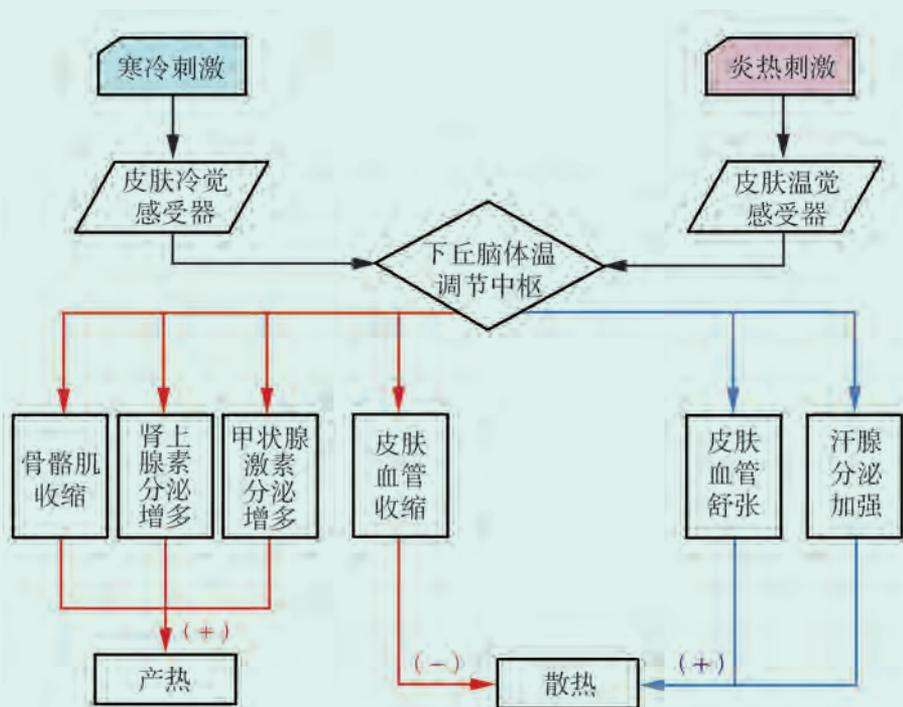 寒冷刺激
炎热刺激
皮肤冷觉
感受器
皮肤温觉
感受器
下丘脑体温
调节中枢
骨骼肌
收缩
肾上
腺素
分泌
增多
甲状腺
激素
分泌
增多
皮肤
血管
收缩
皮肤
血管
舒张
汗腺
分泌
加强
(+)
产热
(-)
散热
(+)